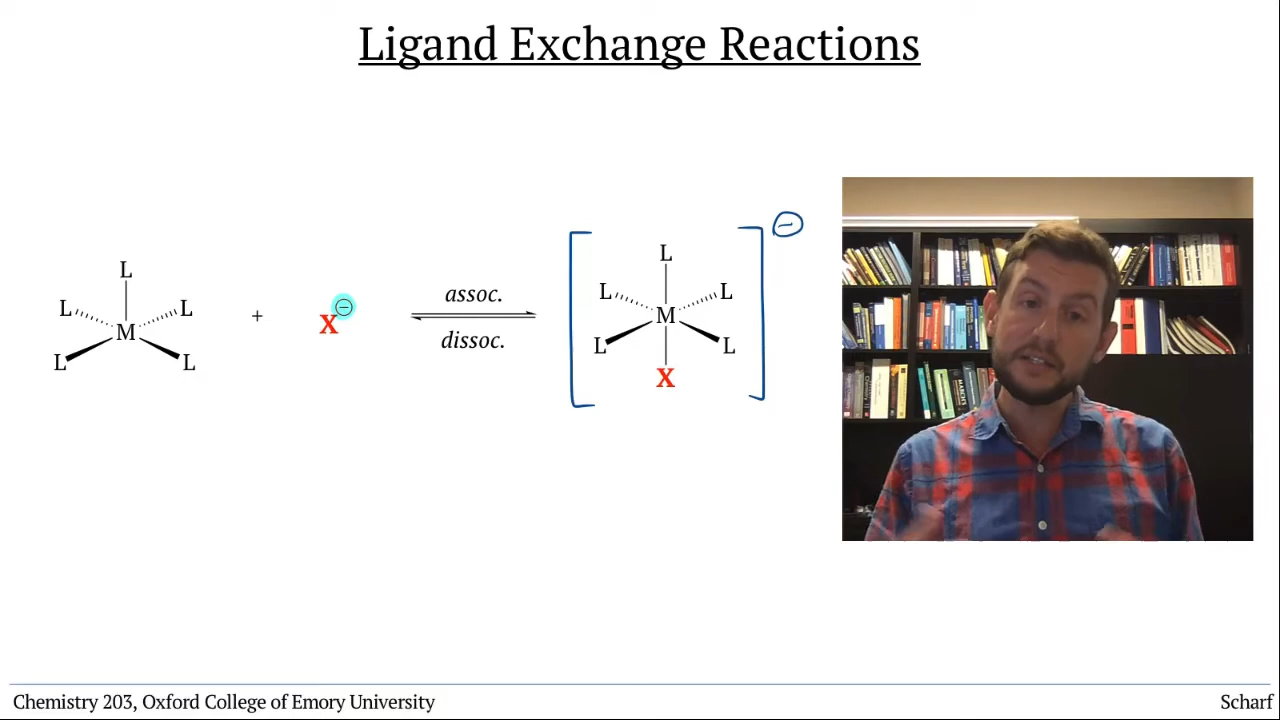 Ligand Exchange Reactions
L
L L
M
L L
+
X ⊖
assoc.
dissoc.
⊖
L
L L
M
L L
X
Chemistry 203, Oxford College of Emory University
Scharf